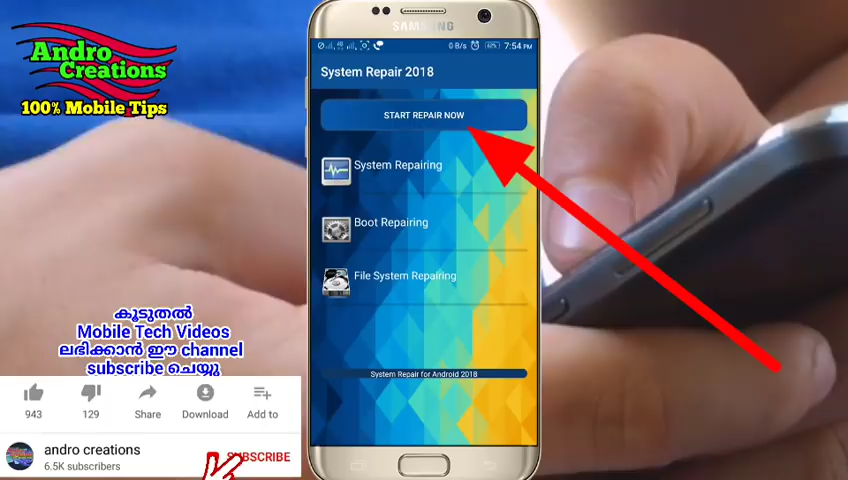 Andro
Creations
100% Mobile Tips
SAMSUNG
0 B/s 62% 7:54 PM
System Repair 2018
START REPAIR NOW
System Repairing
Boot Repairing
File System Repairing
System Repair for Android 2018
കൂടുതൽ
Mobile Tech Videos
ലഭിക്കാൻ ഈ channel
subscribe ചെയ്യു
943 129 Share Download Add to
andro creations
6.5K subscribers
SUBSCRIBE